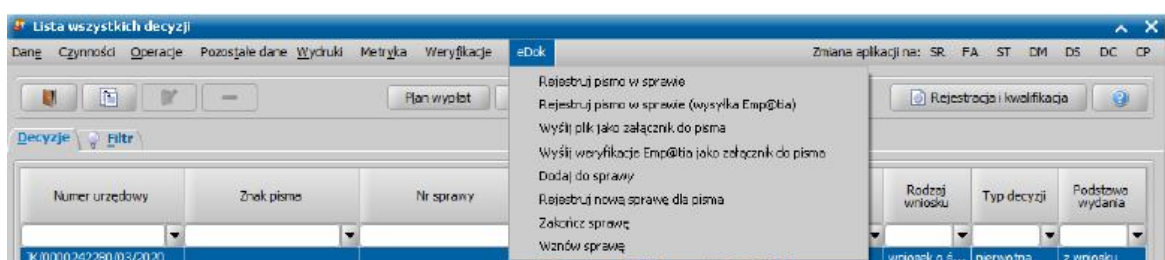 Lista wszystkich decyzji
Dane Czynności Operacje Pozostałe dane Wydruki Metryka Weryfikacje eDok Zmiana aplikacji na: SR FA ST DM DS DC CP
Rejestruj pismo w sprawie
Plan wypłat Rejestracja i kwalifikacja
Rejestruj pismo w sprawie (wysyłka Emp@tia)
Wyślij plik jako załącznik do pisma
Decyzje Filtr
Wyślij weryfikacje Emp@tia jako załącznik do pisma
Dodaj do sprawy
Numer urzędowy Znak pisma Nr sprawy Rodzaj wniosku Typ decyzji Podstawa wydania
Rejestruj nową sprawę dla pisma
Zakończ sprawę
Wznów sprawę
pierwotna z wniosku